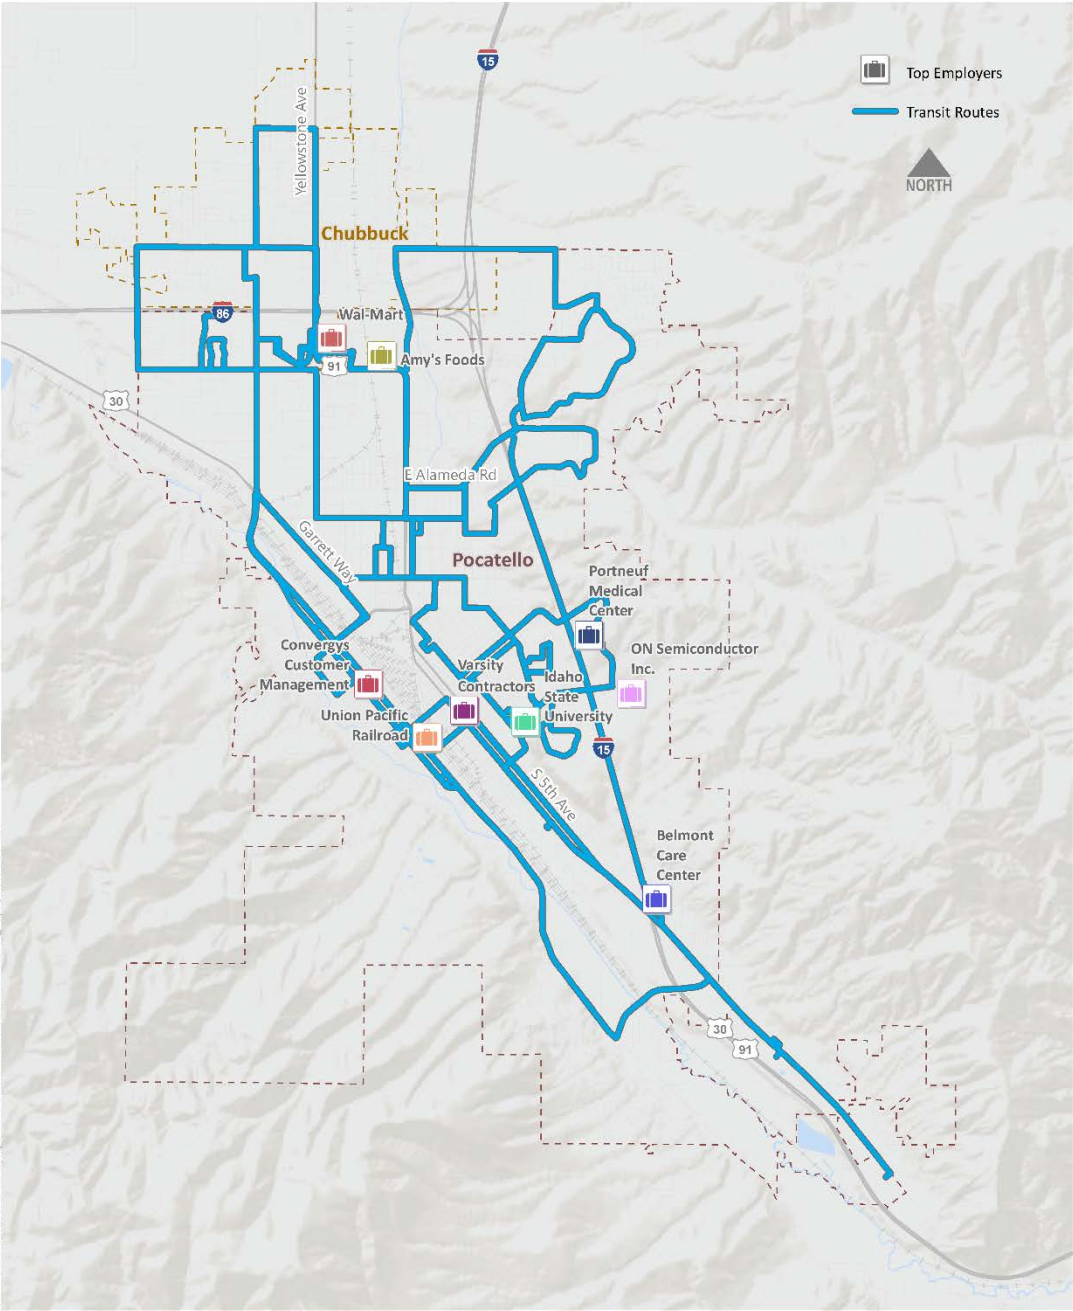 15
Top Employers
Transit Routes
NORTH
Yellowstone Ave
Chubbuck
86
Wal-Mart
Amy's Foods
91
30
E Alameda Rd
Garrett Way
Pocatello
Portneuf
Medical
Center
ON Semiconductor
Inc.
Convergys
Customer
Management
Varsity
Contractors
Idaho
State
University
Union Pacific
Railroad
15
S 5th Ave
Belmont
Care
Center
30
91